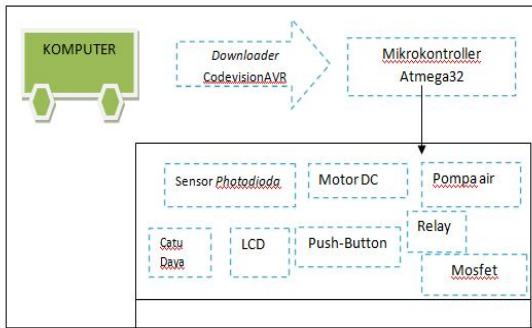 KOMPUTER
Downloader
CodevisionAVR
Mikrokontroller
Atmega32
Sensor Photodioda
Motor DC
Pompa air
Catu
Daya
LCD
Push-Button
Relay
Mosfet